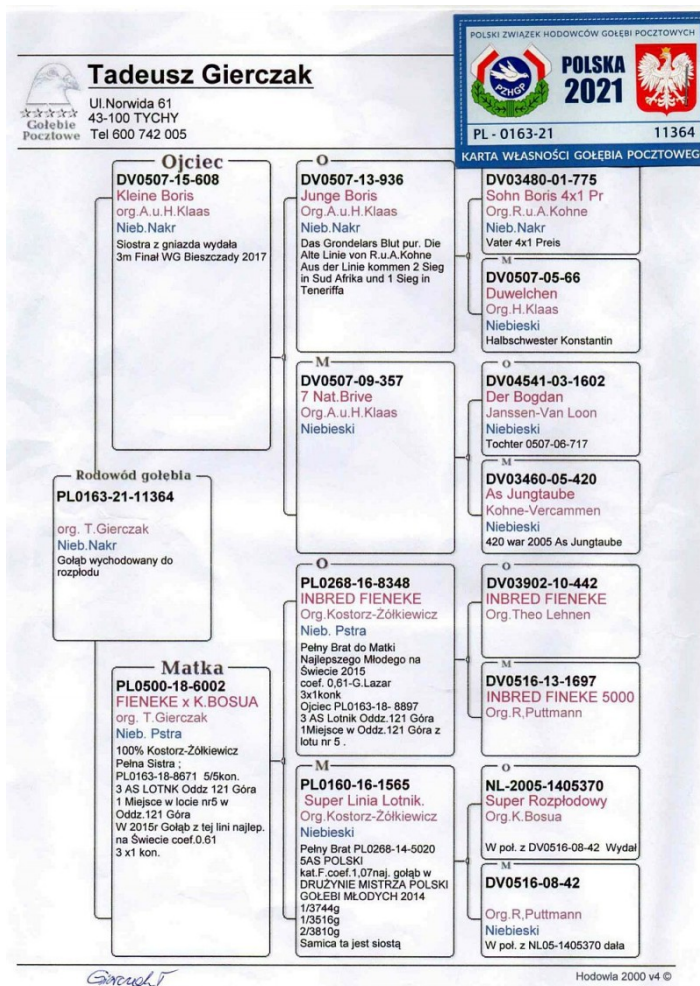 Tadeusz Gierczak
Ul.Norwida 61
43-100 TYCHY
Tel 600 742 005
Gołębie
Pocztowe
POLSKI ZWIĄZEK HODOWCÓW GOŁĘBI POCZTOWYCH
PZHGP
POLSKA
2021
PL - 0163-21 11364
KARTA WŁASNOŚCI GOŁĘBIA POCZTOWEG
Rodowód gołębia
PL0163-21-11364
org. T.Gierczak
Nieb.Nakr
Gołąb wychodowany do
rozpłodu
Ojciec
DV0507-15-608
Kleine Boris
org.A.u.H.Klaas
Nieb.Nakr
Siostra z gniazda wydała
3m Finał WG Bieszczady 2017
Matka
PL0500-18-6002
FIENEKE x K.BOSUA
org. T.Gierczak
Nieb. Pstra
100% Kostorz-Żółkiewicz
Pełna Sistra ;
PL0163-18-8671 5/5kon.
3 AS LOTNK Oddz 121 Góra
1 Miejsce w locie nr5 w
Oddz.121 Góra
W 2015r Gołąb z tej lini najlep.
na Świecie coef.0.61
3 x1 kon.
O
DV0507-13-936
Junge Boris
Org.A.u.H.Klaas
Nieb.Nakr
Das Grondelars Blut pur. Die
Alte Linie von R.u.A.Kohne
Aus der Linie kommen 2 Sieg
in Sud Afrika und 1 Sieg in
Teneriffa
M
DV0507-09-357
7 Nat.Brive
Org.A.u.H.Klaas
Niebieski
O
PL0268-16-8348
INBRED FIENEKE
Org.Kostorz-Żółkiewicz
Nieb. Pstra
Pełny Brat do Matki
Najlepszego Młodego na
Świecie 2015
coef. 0,61-G.Lazar
3x1konk
Ojciec PL0163-18- 8897
3 AS Lotnik Oddz.121 Góra
1Miejsce w Oddz.121 Góra z
lotu nr 5 .
M
PL0160-16-1565
Super Linia Lotnik.
Org.Kostorz-Żółkiewicz
Niebieski
Pełny Brat PL0268-14-5020
5AS POLSKI
kat.F.coef.1,07naj. gołąb w
DRUŻYNIE MISTRZA POLSKI
GOŁEBI MŁODYCH 2014
1/3744g
1/3516g
2/3810g
Samica ta jest siostą
DV03480-01-775
Sohn Boris 4x1 Pr
Org.R.u.A.Kohne
Nieb.Nakr
Vater 4x1 Preis
M
DV0507-05-66
Duwelchen
Org.H.Klaas
Niebieski
Halbschwester Konstantin
O
DV04541-03-1602
Der Bogdan
Janssen-Van Loon
Niebieski
Tochter 0507-06-717
M
DV03460-05-420
As Jungtaube
Kohne-Vercammen
Niebieski
420 war 2005 As Jungtaube
O
DV03902-10-442
INBRED FIENEKE
Org.Theo Lehnen
M
DV0516-13-1697
INBRED FINEKE 5000
Org.R,Puttmann
O
NL-2005-1405370
Super Rozpłodowy
Org.K.Bosua
W poł. z DV0516-08-42 Wydał
M
DV0516-08-42
Org.R,Puttmann
Niebieski
W poł. z NL05-1405370 dała
Hodowla 2000 v4 ©